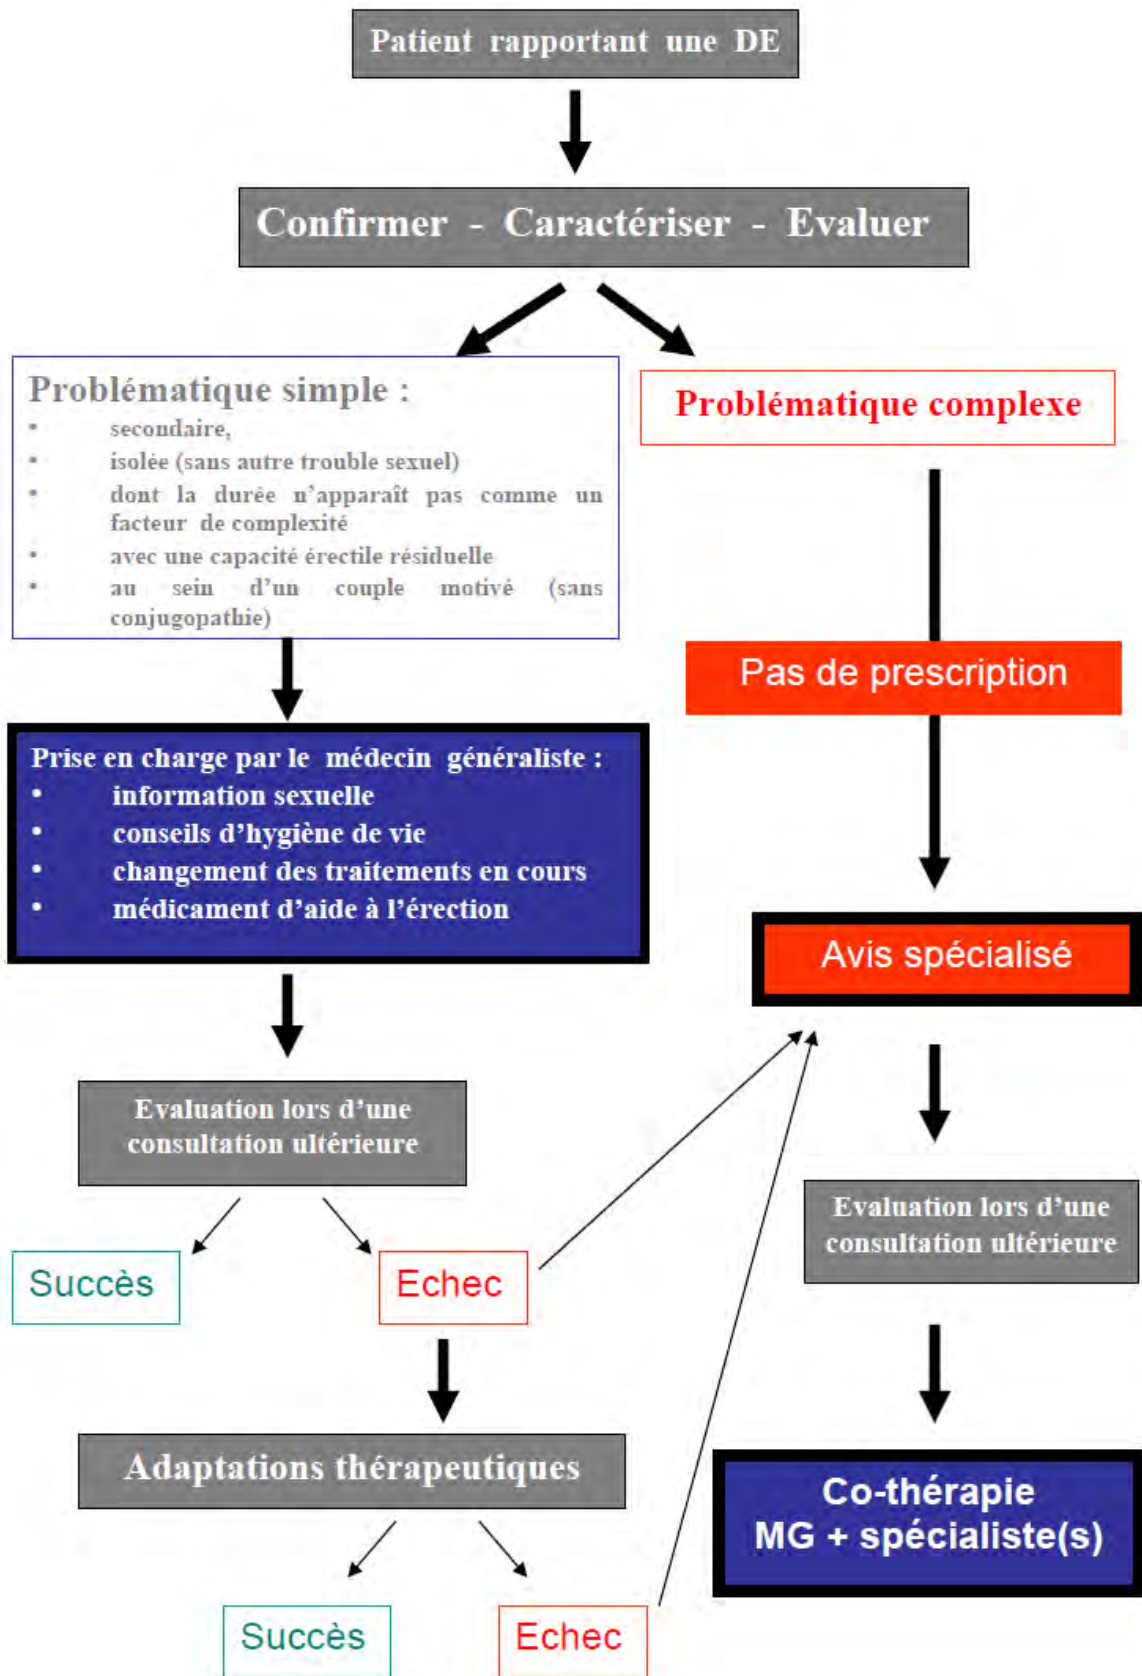 Patient rapportant une DE
Confirmer - Caractériser - Evaluer
Problématique simple :
• secondaire,
• isolée (sans autre trouble sexuel)
• dont la durée n'apparaît pas comme un
facteur de complexité
• avec une capacité érectile résiduelle
• au sein d'un couple motivé (sans
conjugopathie)
Problématique complexe
Pas de prescription
Prise en charge par le médecin généraliste :
• information sexuelle
• conseils d'hygiène de vie
• changement des traitements en cours
• médicament d'aide à l'érection
Avis spécialisé
Evaluation lors d'une
consultation ultérieure
Evaluation lors d'une
consultation ultérieure
Succès
Echec
Adaptations thérapeutiques
Co-thérapie
MG + spécialiste(s)
Succès
Echec